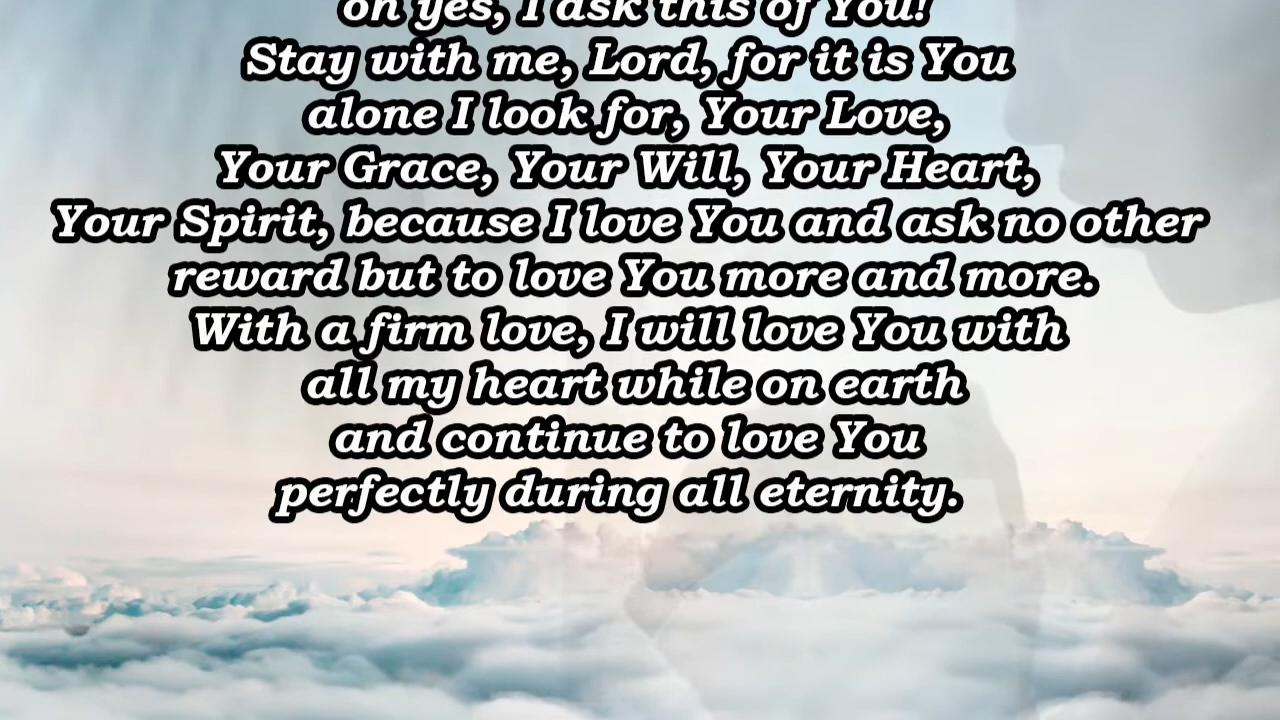 oh yes, I ask this of You!
Stay with me, Lord, for it is You
alone I look for, Your Love,
Your Grace, Your Will, Your Heart,
Your Spirit, because I love You and ask no other
reward but to love You more and more.
With a firm love, I will love You with
all my heart while on earth
and continue to love You
perfectly during all eternity.